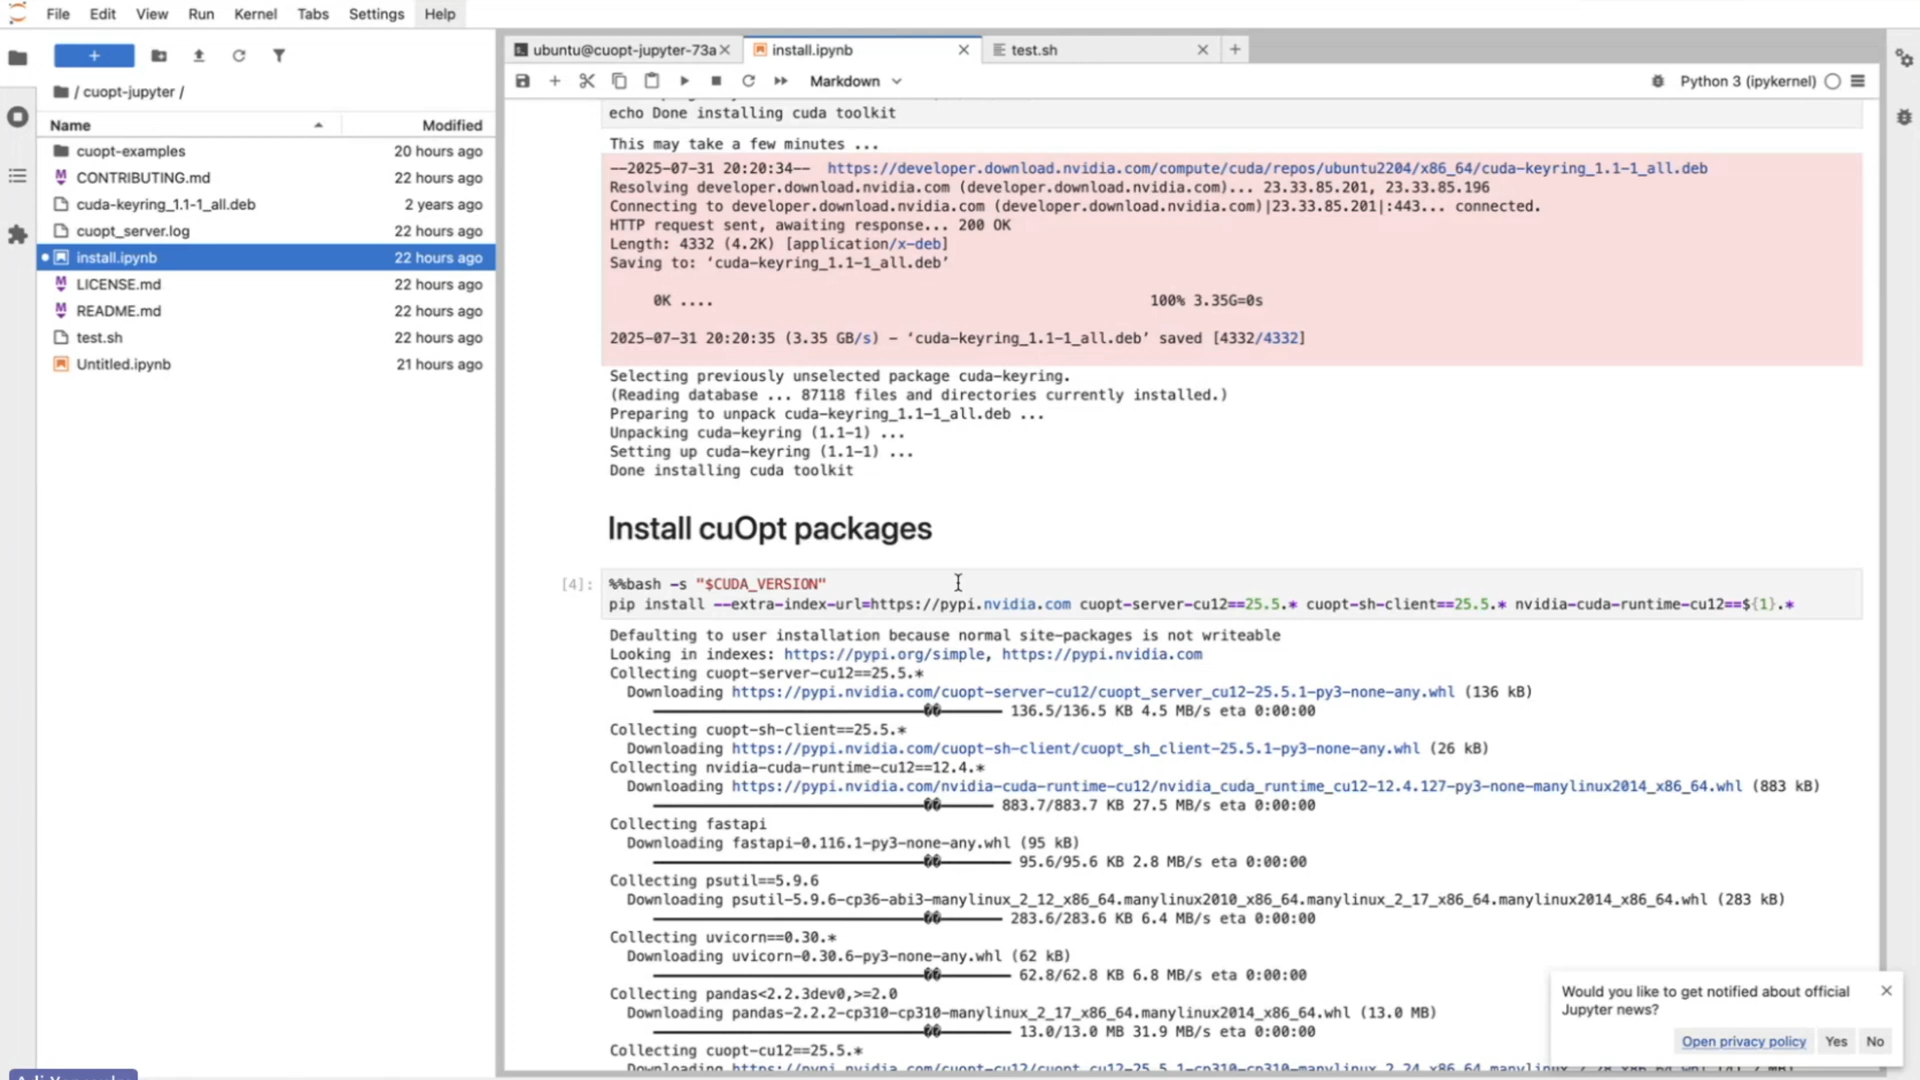 File Edit View Run Kernel Tabs Settings Help
+
/ cuopt-jupyter /
Name Modified
cuopt-examples 20 hours ago
CONTRIBUTING.md 22 hours ago
cuda-keyring_1.1-1_all.deb 2 years ago
cuopt_server.log 22 hours ago
install.ipynb 22 hours ago
LICENSE.md 22 hours ago
README.md 22 hours ago
test.sh 22 hours ago
Untitled.ipynb 21 hours ago
ubuntu@cuopt-jupyter-73a install.ipynb test.sh
Markdown Python 3 (ipykernel)
echo Done installing cuda toolkit
This may take a few minutes ...
--2025-07-31 20:20:34-- https://developer.download.nvidia.com/compute/cuda/repos/ubuntu2204/x86_64/cuda-keyring_1.1-1_all.deb
Resolving developer.download.nvidia.com (developer.download.nvidia.com)... 23.33.85.201, 23.33.85.196
Connecting to developer.download.nvidia.com (developer.download.nvidia.com)|23.33.85.201|:443... connected.
HTTP request sent, awaiting response... 200 OK
Length: 4332 (4.2K) [application/x-deb]
Saving to: ‘cuda-keyring_1.1-1_all.deb’
0K .... 100% 3.35G=0s
2025-07-31 20:20:35 (3.35 GB/s) - ‘cuda-keyring_1.1-1_all.deb’ saved [4332/4332]
Selecting previously unselected package cuda-keyring.
(Reading database ... 87118 files and directories currently installed.)
Preparing to unpack cuda-keyring_1.1-1_all.deb ...
Unpacking cuda-keyring (1.1-1) ...
Setting up cuda-keyring (1.1-1) ...
Done installing cuda toolkit
Install cuOpt packages
[4]: %%bash -s "$CUDA_VERSION"
pip install --extra-index-url=https://pypi.nvidia.com cuopt-server-cu12==25.5.* cuopt-sh-client==25.5.* nvidia-cuda-runtime-cu12==${1}.*
Defaulting to user installation because normal site-packages is not writeable
Looking in indexes: https://pypi.org/simple, https://pypi.nvidia.com
Collecting cuopt-server-cu12==25.5.*
Downloading https://pypi.nvidia.com/cuopt-server-cu12/cuopt_server_cu12-25.5.1-py3-none-any.whl (136 kB)
136.5/136.5 KB 4.5 MB/s eta 0:00:00
Collecting cuopt-sh-client==25.5.*
Downloading https://pypi.nvidia.com/cuopt-sh-client/cuopt_sh_client-25.5.1-py3-none-any.whl (26 kB)
Collecting nvidia-cuda-runtime-cu12==12.4.*
Downloading https://pypi.nvidia.com/nvidia-cuda-runtime-cu12/nvidia_cuda_runtime_cu12-12.4.127-py3-none-manylinux2014_x86_64.whl (883 kB)
883.7/883.7 KB 27.5 MB/s eta 0:00:00
Collecting fastapi
Downloading fastapi-0.116.1-py3-none-any.whl (95 kB)
95.6/95.6 KB 2.8 MB/s eta 0:00:00
Collecting psutil==5.9.6
Downloading psutil-5.9.6-cp36-abi3-manylinux_2_12_x86_64.manylinux2010_x86_64.manylinux_2_17_x86_64.manylinux2014_x86_64.whl (283 kB)
283.6/283.6 KB 6.4 MB/s eta 0:00:00
Collecting uvicorn==0.30.*
Downloading uvicorn-0.30.6-py3-none-any.whl (62 kB)
62.8/62.8 KB 6.8 MB/s eta 0:00:00
Collecting pandas<2.2.3dev0,>=2.0
Downloading pandas-2.2.2-cp310-cp310-manylinux_2_17_x86_64.manylinux2014_x86_64.whl (13.0 MB)
13.0/13.0 MB 31.9 MB/s eta 0:00:00
Collecting cuopt-cu12==25.5.*
Would you like to get notified about official
Jupyter news?
Open privacy policy Yes No